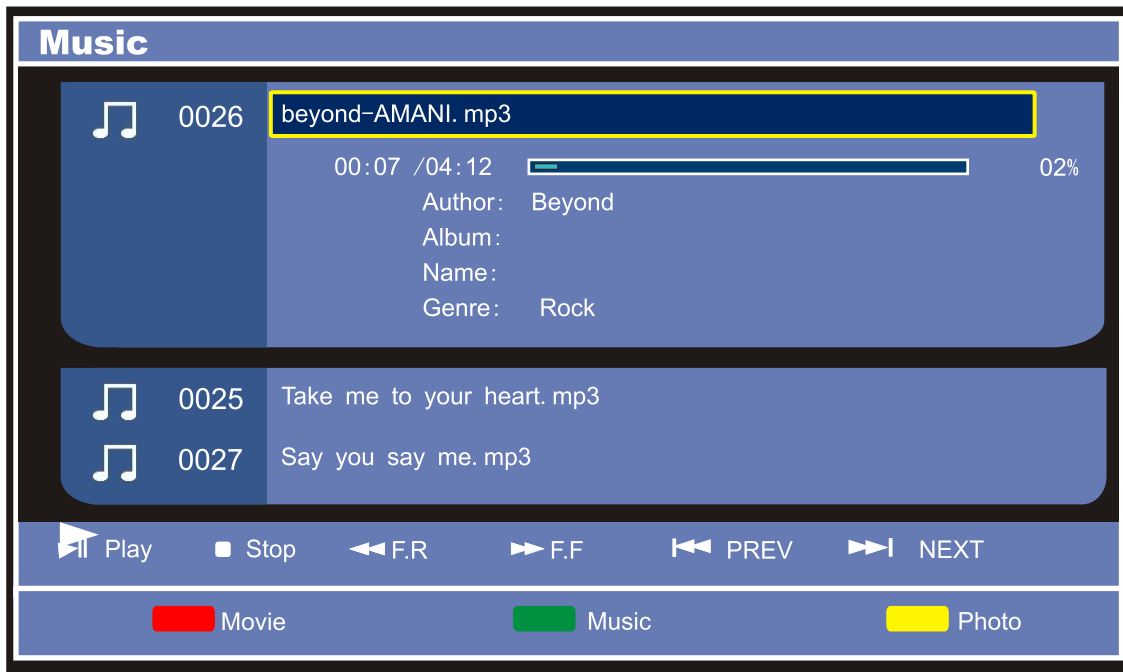 Music
0026 beyond-AMANI. mp3
00:07 /04:12 02%
Author: Beyond
Album:
Name:
Genre: Rock
0025 Take me to your heart. mp3
0027 Say you say me. mp3
Play Stop F.R F.F PREV NEXT
Movie Music Photo